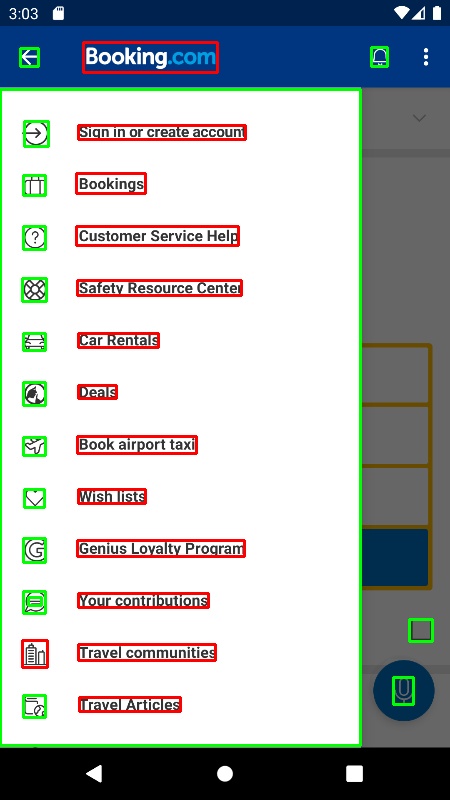 3:03
Booking.com
Sign in or create account
Bookings
Customer Service Help
Safety Resource Center
Car Rentals
Deals
Book airport taxi
Wish lists
Genius Loyalty Program
Your contributions
Travel communities
Travel Articles